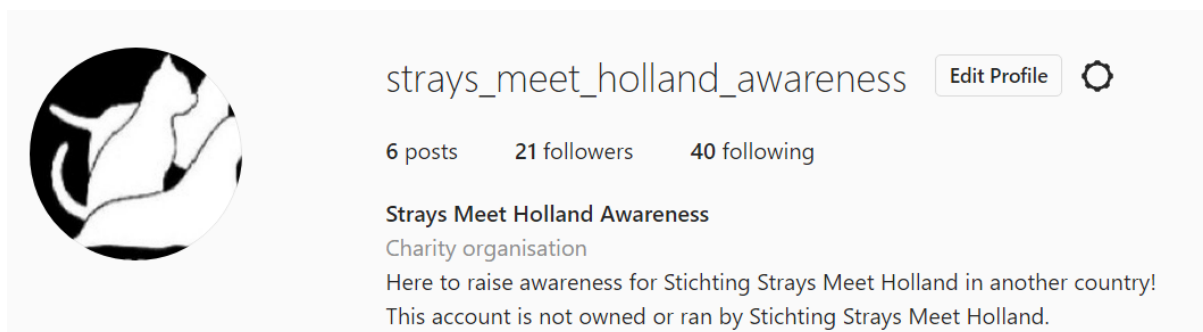 strays_meet_holland_awareness Edit Profile
6 posts 21 followers 40 following
Strays Meet Holland Awareness
Charity organisation
Here to raise awareness for Stichting Strays Meet Holland in another country!
This account is not owned or ran by Stichting Strays Meet Holland.